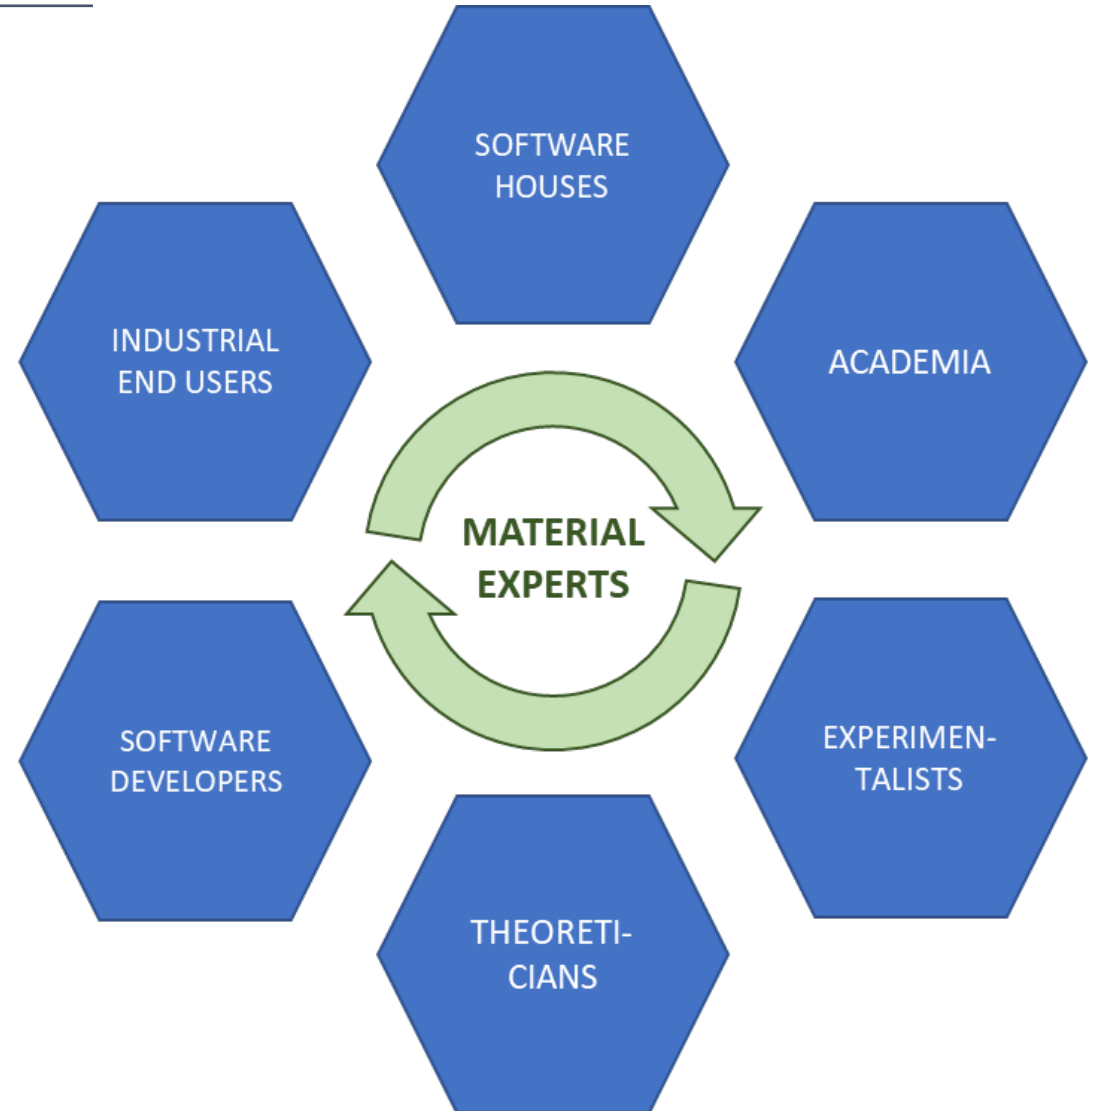 SOFTWARE
HOUSES
INDUSTRIAL
END USERS
ACADEMIA
MATERIAL
EXPERTS
SOFTWARE
DEVELOPERS
EXPERIMEN-
TALISTS
THEORETI-
CIANS